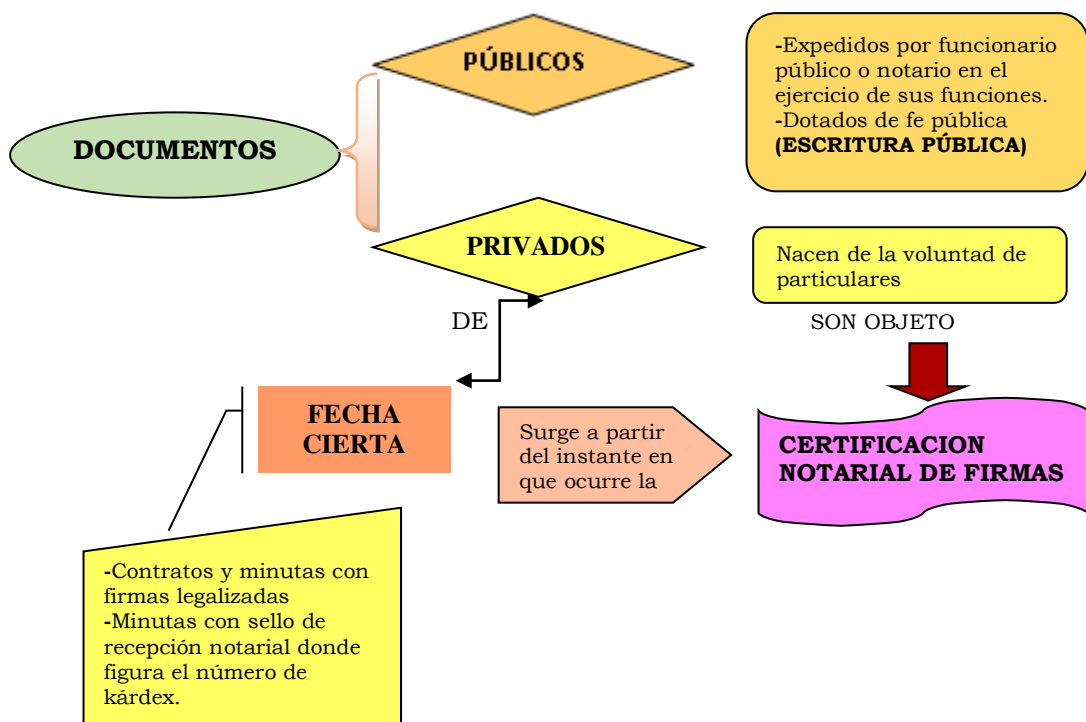 PÚBLICOS
-Expedidos por funcionario
público o notario en el
ejercicio de sus funciones.
-Dotados de fe pública
(ESCRITURA PÚBLICA)
DOCUMENTOS
PRIVADOS
Nacen de la voluntad de
particulares
DE
SON OBJETO
FECHA
CIERTA
Surge a partir
del instante en
que ocurre la
CERTIFICACION
NOTARIAL DE FIRMAS
-Contratos y minutas con
firmas legalizadas
-Minutas con sello de
recepción notarial donde
figura el número de
kárdex.